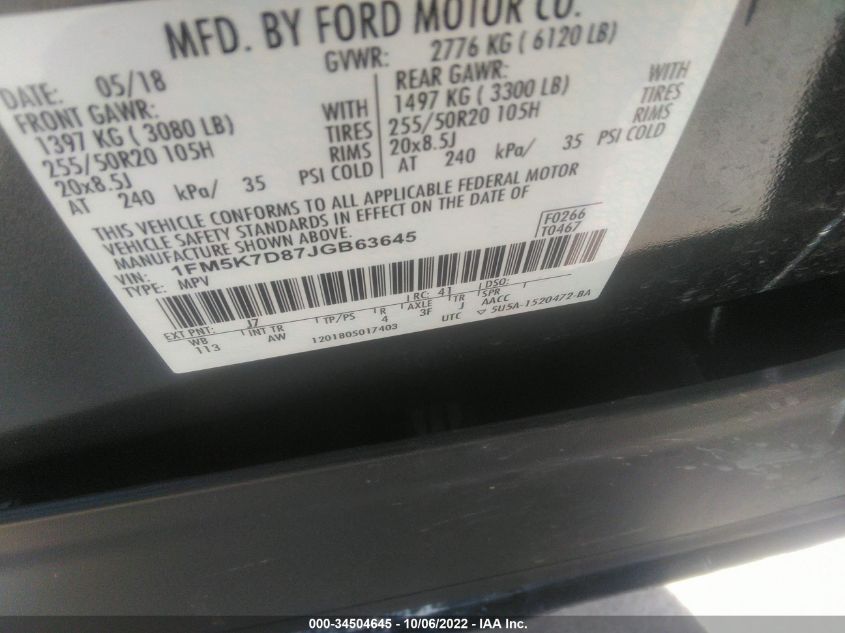 MFD. BY FORD MOTOR CO.
DATE: 05/18 GVWR: 2776 KG ( 6120 LB)
FRONT GAWR: REAR GAWR:
1397 KG ( 3080 LB) WITH 1497 KG ( 3300 LB) WITH
255/50R20 105H TIRES 255/50R20 105H TIRES
20x8.5J RIMS 20x8.5J RIMS
AT 240 kPa/ 35 PSI COLD AT 240 kPa/ 35 PSI COLD
THIS VEHICLE CONFORMS TO ALL APPLICABLE FEDERAL MOTOR
VEHICLE SAFETY STANDARDS IN EFFECT ON THE DATE OF
MANUFACTURE SHOWN ABOVE.
F0266
T0467
VIN: 1FM5K7D87JGB63645
TYPE: MPV
EXT PNT: J7 RC: 41 DSO:
WB INT TR TP/PS R AXLE TR SPR
113 AW 4 3F J AACC
1201805017403 UTC ▽ 5U5A-1520472-BA
000-34504645 - 10/06/2022 - IAA Inc.